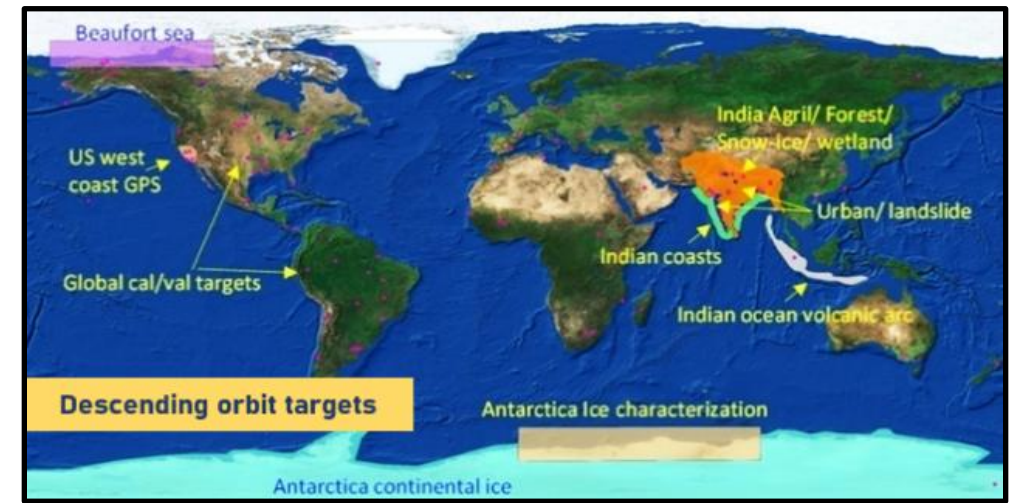 Beaufort sea
India Agril/ Forest/
Snow-Ice/ wetland
US west
coast GPS
Urban/ landslide
Indian coasts
Global cal/val targets
Indian ocean volcanic arc
Descending orbit targets
Antarctica Ice characterization
Antarctica continental ice